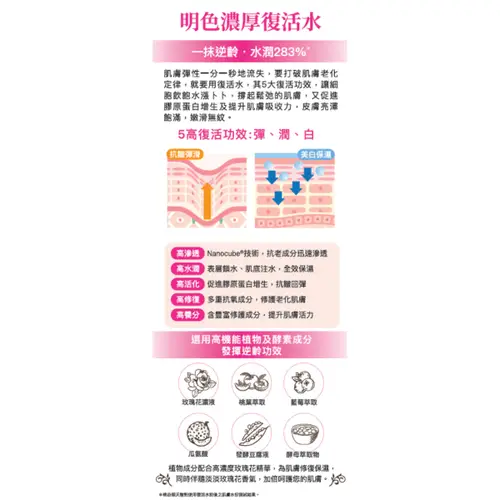 明色濃厚復活水
一抹逆齡‧水潤283%*
肌膚彈性一分一秒地流失，要打破肌膚老化
定律，就要用復活水，其5大復活功效，讓細
胞飲飽水漲卜卜，撐起鬆弛的肌膚，又促進
膠原蛋白增生及提升肌膚吸收力，皮膚亮澤
飽滿，嫩滑無紋。
5高復活功效:彈、潤、白
抗皺彈滑
美白保濕
高滲透 Nanocube®技術，抗老成分迅速滲透
高水潤 表層鎖水、肌底注水，全效保濕
高活化 促進膠原蛋白增生，抗皺回彈
高修復 多重抗氧成分，修護老化肌膚
高養分 含豐富修護成分，提升肌膚活力
選用高機能植物及酵素成分
發揮逆齡功效
玫瑰花選液
桃葉萃取
藍莓萃取
瓜氨酸
發酵豆腐液
酵母萃取物
植物成分配合高濃度玫瑰花精華，為肌膚修復保濕，
同時伴隨淡淡玫瑰花香氣，加倍呵護您的肌膚。